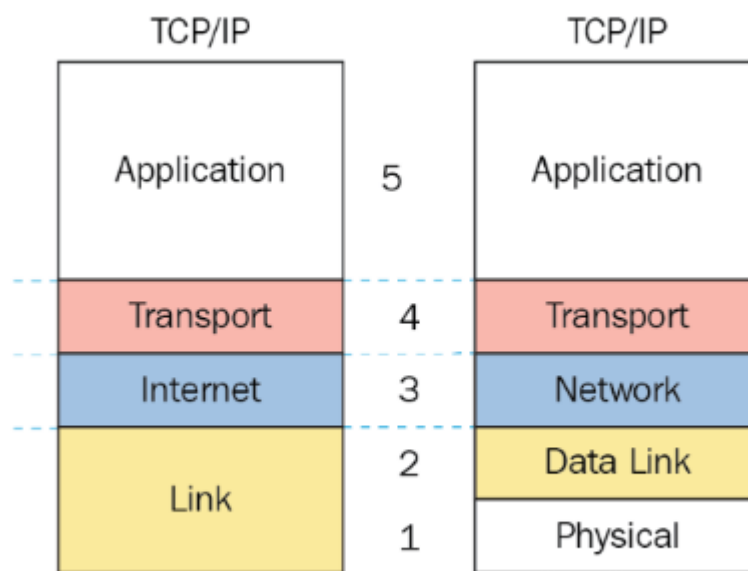 TCP/IP TCP/IP
Application 5 Application
Transport 4 Transport
Internet 3 Network
2 Data Link
Link
1 Physical